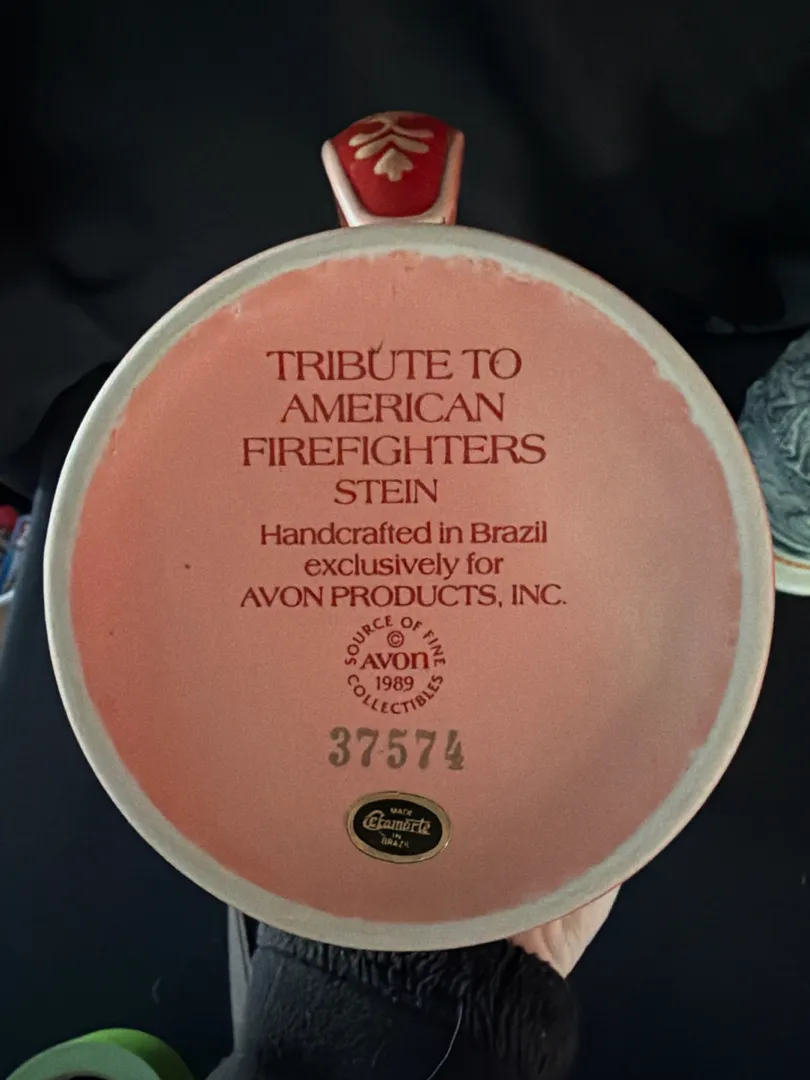 TRIBUTE TO
AMERICAN
FIREFIGHTERS
STEIN
Handcrafted in Brazil
exclusively for
AVON PRODUCTS, INC.
SOURCE OF FINE
©
AVON
1989
COLLECTIBLES
37574
MADE
Ceramarte
IN
BRAZIL